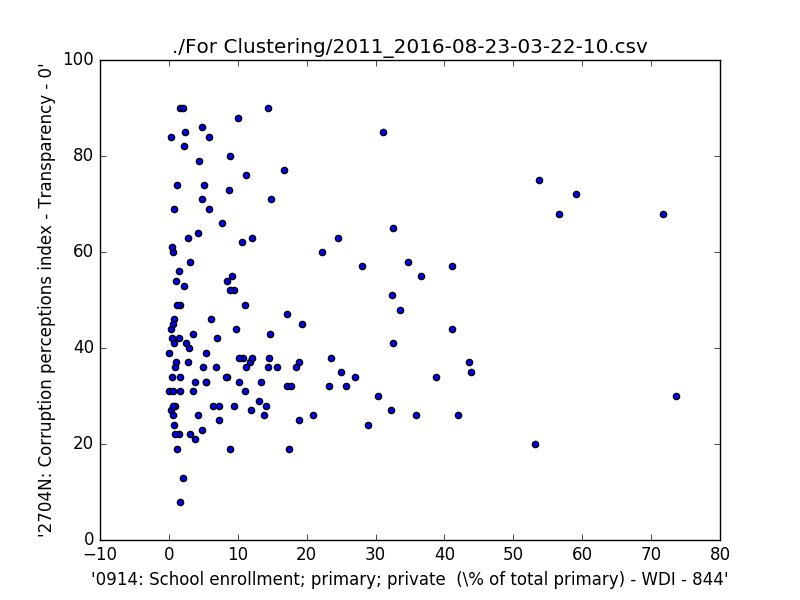 ./For Clustering/2011_2016-08-23-03-22-10.csv
'2704N: Corruption perceptions index - Transparency - 0'
100
80
60
40
20
0
−10 0 10 20 30 40 50 60 70 80
'0914: School enrollment; primary; private (\% of total primary) - WDI - 844'